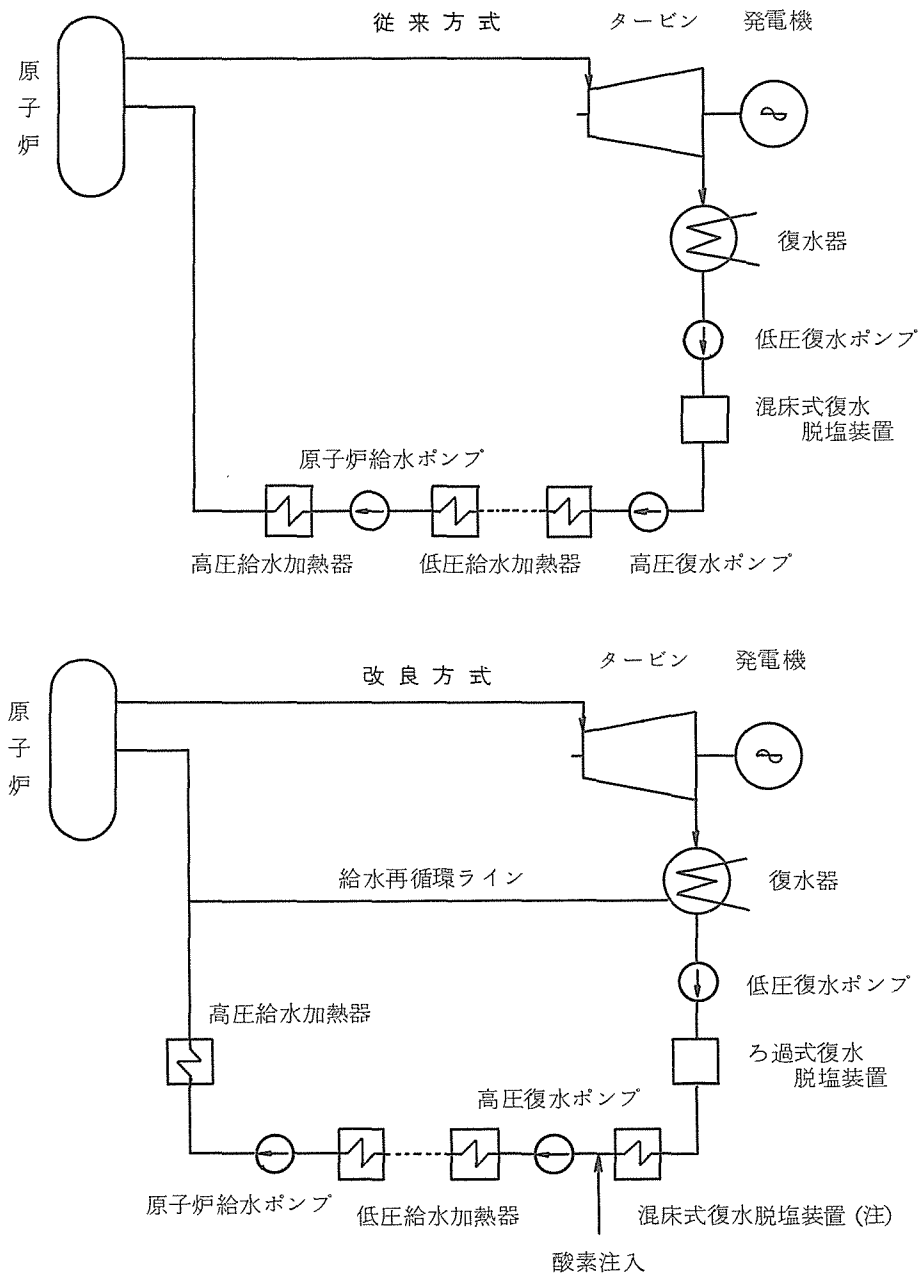 従来方式
タービン
発電機
原子炉
復水器
低圧復水ポンプ
混床式復水
脱塩装置
原子炉給水ポンプ
高圧給水加熱器
低圧給水加熱器
高圧復水ポンプ
改良方式
タービン
発電機
原子炉
給水再循環ライン
復水器
低圧復水ポンプ
高圧給水加熱器
ろ過式復水
脱塩装置
高圧復水ポンプ
原子炉給水ポンプ
低圧給水加熱器
混床式復水脱塩装置(注)
酸素注入